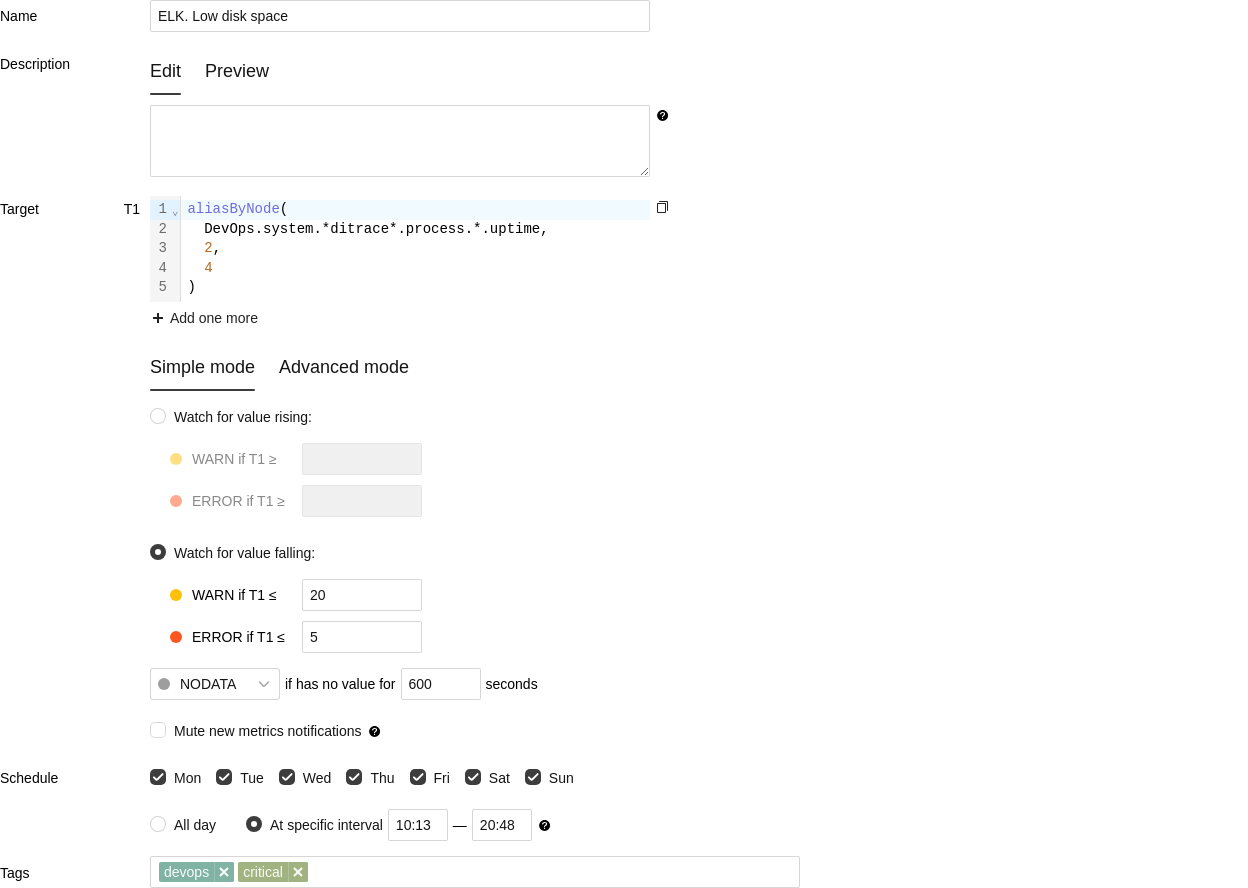 Name
ELK. Low disk space
Description
Edit Preview
Target T1
1 aliasByNode(
2 DevOps.system.*ditrace*.process.*.uptime,
3 2,
4 4
5 )
Add one more
Simple mode Advanced mode
Watch for value rising:
WARN if T1 ≥
ERROR if T1 ≥
Watch for value falling:
WARN if T1 ≤ 20
ERROR if T1 ≤ 5
NODATA if has no value for 600 seconds
Mute new metrics notifications
Schedule Mon Tue Wed Thu Fri Sat Sun
All day At specific interval 10:13 — 20:48
Tags devops critical